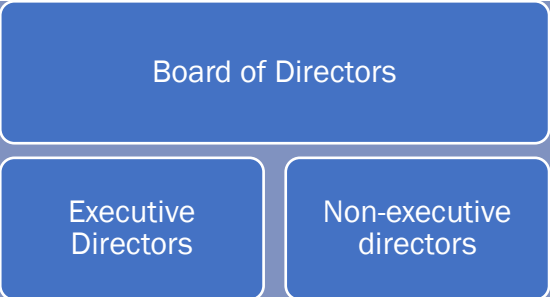 Board of Directors
Executive
Directors
Non-executive
directors